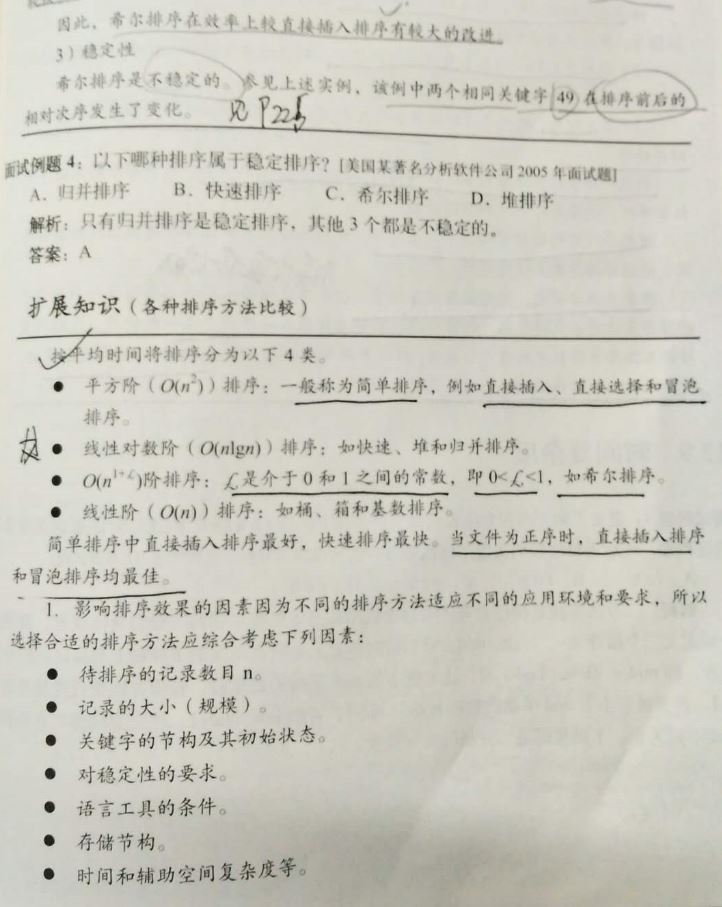 因此，希尔排序在效率上较直接插入排序有较大的改进。
3）稳定性
希尔排序是不稳定的。参见上述实例，该例中两个相同关键字 49 在排序前后的
相对次序发生了变化。 见 P225
面试例题 4：以下哪种排序属于稳定排序？[美国某著名分析软件公司 2005 年面试题]
A．归并排序 B．快速排序 C．希尔排序 D．堆排序
解析：只有归并排序是稳定排序，其他 3 个都是不稳定的。
答案：A
扩展知识（各种排序方法比较）
按平均时间将排序分为以下 4 类。
● 平方阶（O(n²)）排序：一般称为简单排序，例如直接插入、直接选择和冒泡
排序。
● 线性对数阶（O(nlgn)）排序：如快速、堆和归并排序。
● O(n¹⁺£)阶排序：£是介于 0 和 1 之间的常数，即 0<£<1，如希尔排序。
● 线性阶（O(n)）排序：如桶、箱和基数排序。
简单排序中直接插入排序最好，快速排序最快。当文件为正序时，直接插入排序
和冒泡排序均最佳。
1. 影响排序效果的因素因为不同的排序方法适应不同的应用环境和要求，所以
选择合适的排序方法应综合考虑下列因素：
● 待排序的记录数目 n。
● 记录的大小（规模）。
● 关键字的节构及其初始状态。
● 对稳定性的要求。
● 语言工具的条件。
● 存储节构。
● 时间和辅助空间复杂度等。